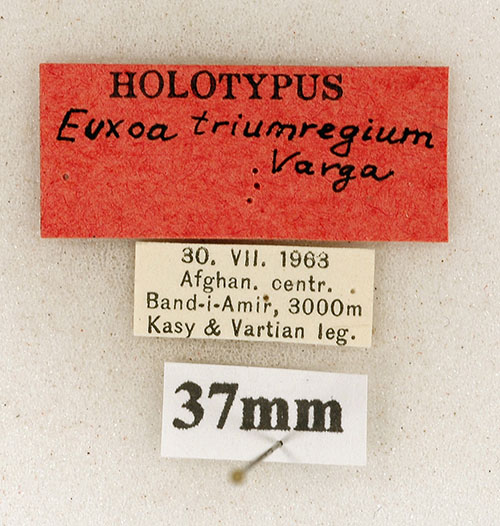 HOLOTYPUS
Euxoa triumregium
Varga
30. VII. 1963
Afghan. centr.
Band-i-Amir, 3000m
Kasy & Vartian leg.
37mm